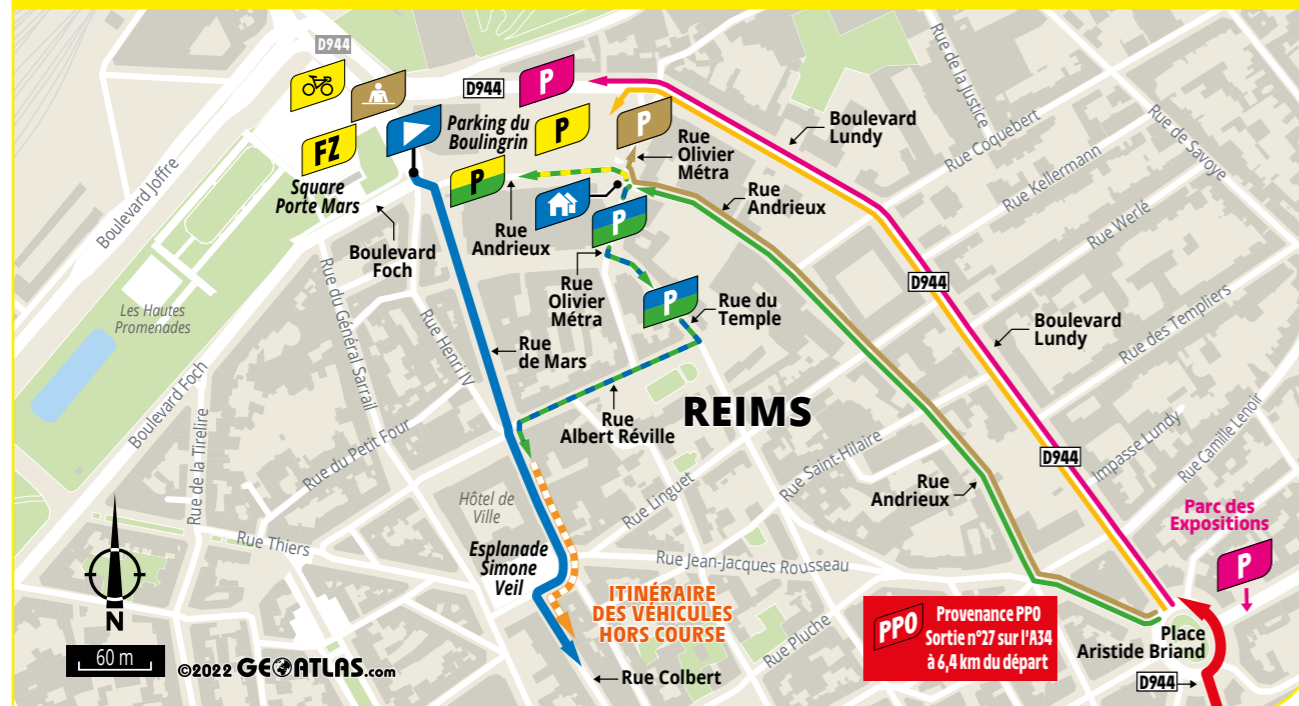 D944
D944
P
FZ
Parking du
Boulingrin
P
P
Rue
Olivier
Métra
Boulevard
Lundy
Rue de la Justice
Rue Coquebert
Rue de Savoye
Boulevard Joffre
Square
Porte Mars
P
Rue
Andrieux
P
Rue
Andrieux
Rue Kellermann
Rue Werlé
Boulevard
Foch
D944
Les Hautes
Promenades
Rue du Général Sarrail
Rue Henri IV
Rue
Olivier
Métra
P
Rue du
Temple
Boulevard
Lundy
Rue des Templiers
Rue
de Mars
Boulevard Foch
Rue de la Tirelire
Rue du Petit Four
Rue
Albert Réville
REIMS
Rue Saint-Hilaire
D944
Impasse Lundy
Rue Camille Lenoir
Rue
Andrieux
Hôtel de
Ville
Rue Linguet
Parc des
Expositions
P
Rue Thiers
Esplanade
Simone
Veil
Rue Jean-Jacques Rousseau
ITINÉRAIRE
DES VÉHICULES
HORS COURSE
Rue Pluche
PPO
Provenance PPO
Sortie n°27 sur l'A34
à 6,4 km du départ
Place
Aristide Briand
N
60 m
©2022 GEOATLAS.com
Rue Colbert
D944